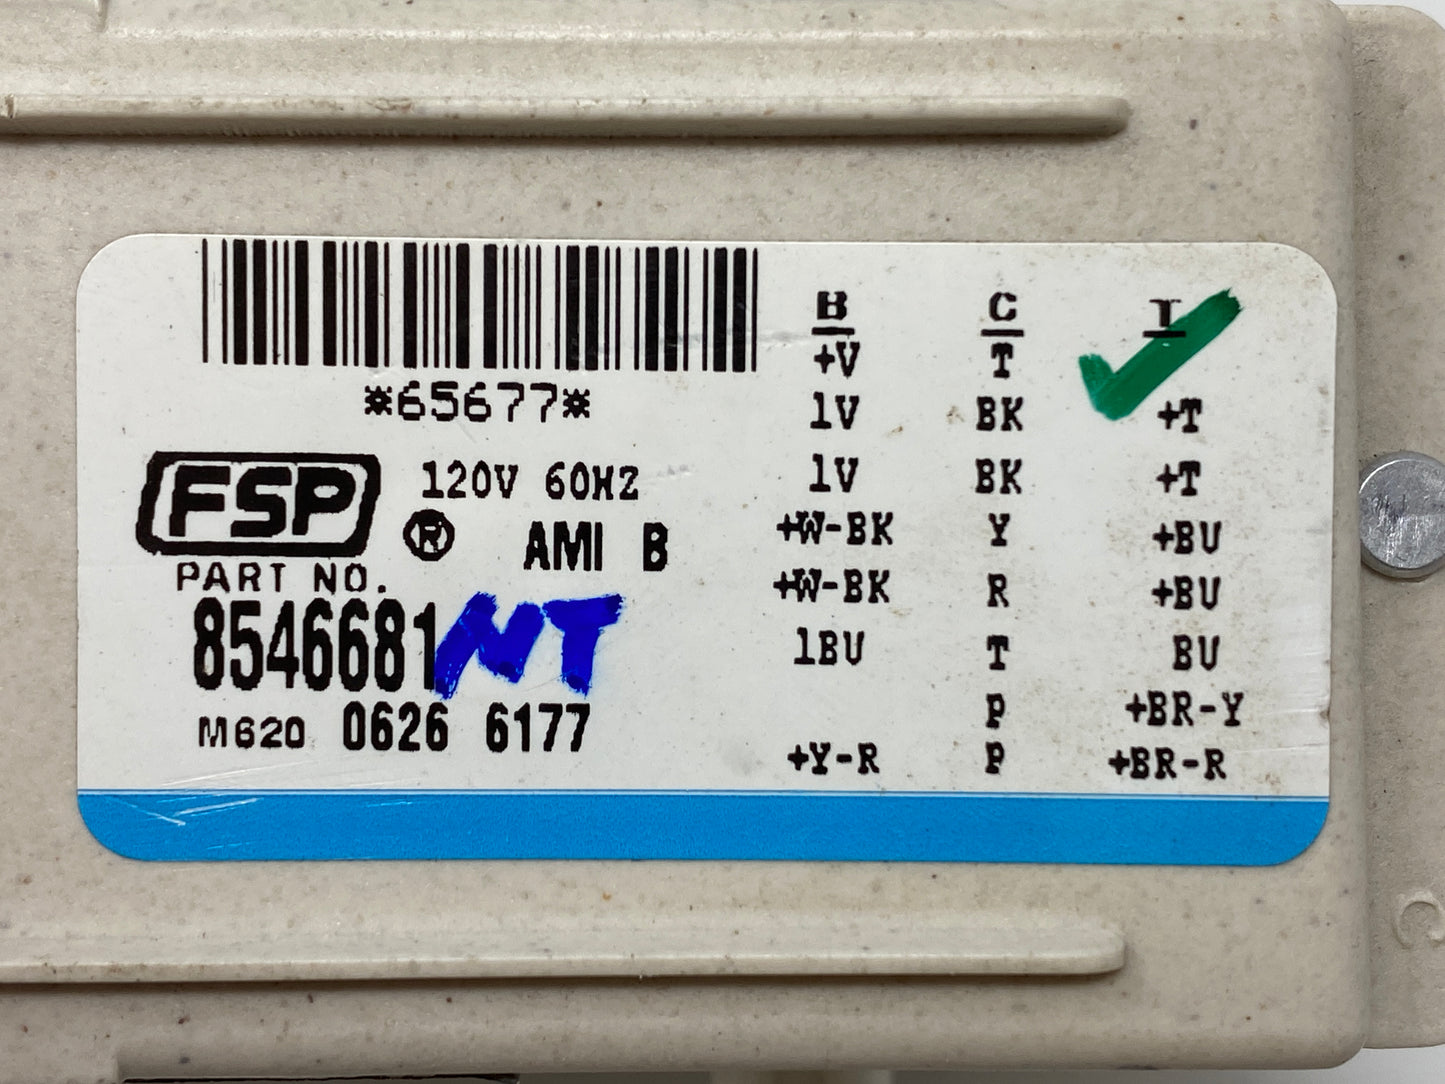 *65677*
FSP ® 120V 60HZ
AMI B
PART NO.
8546681 NT
M620 0626 6177
B C T
+V T
1V BK +T
1V BK +T
+W-BK Y +BU
+W-BK R +BU
1BU T BU
P +BR-Y
+Y-R P +BR-R
C